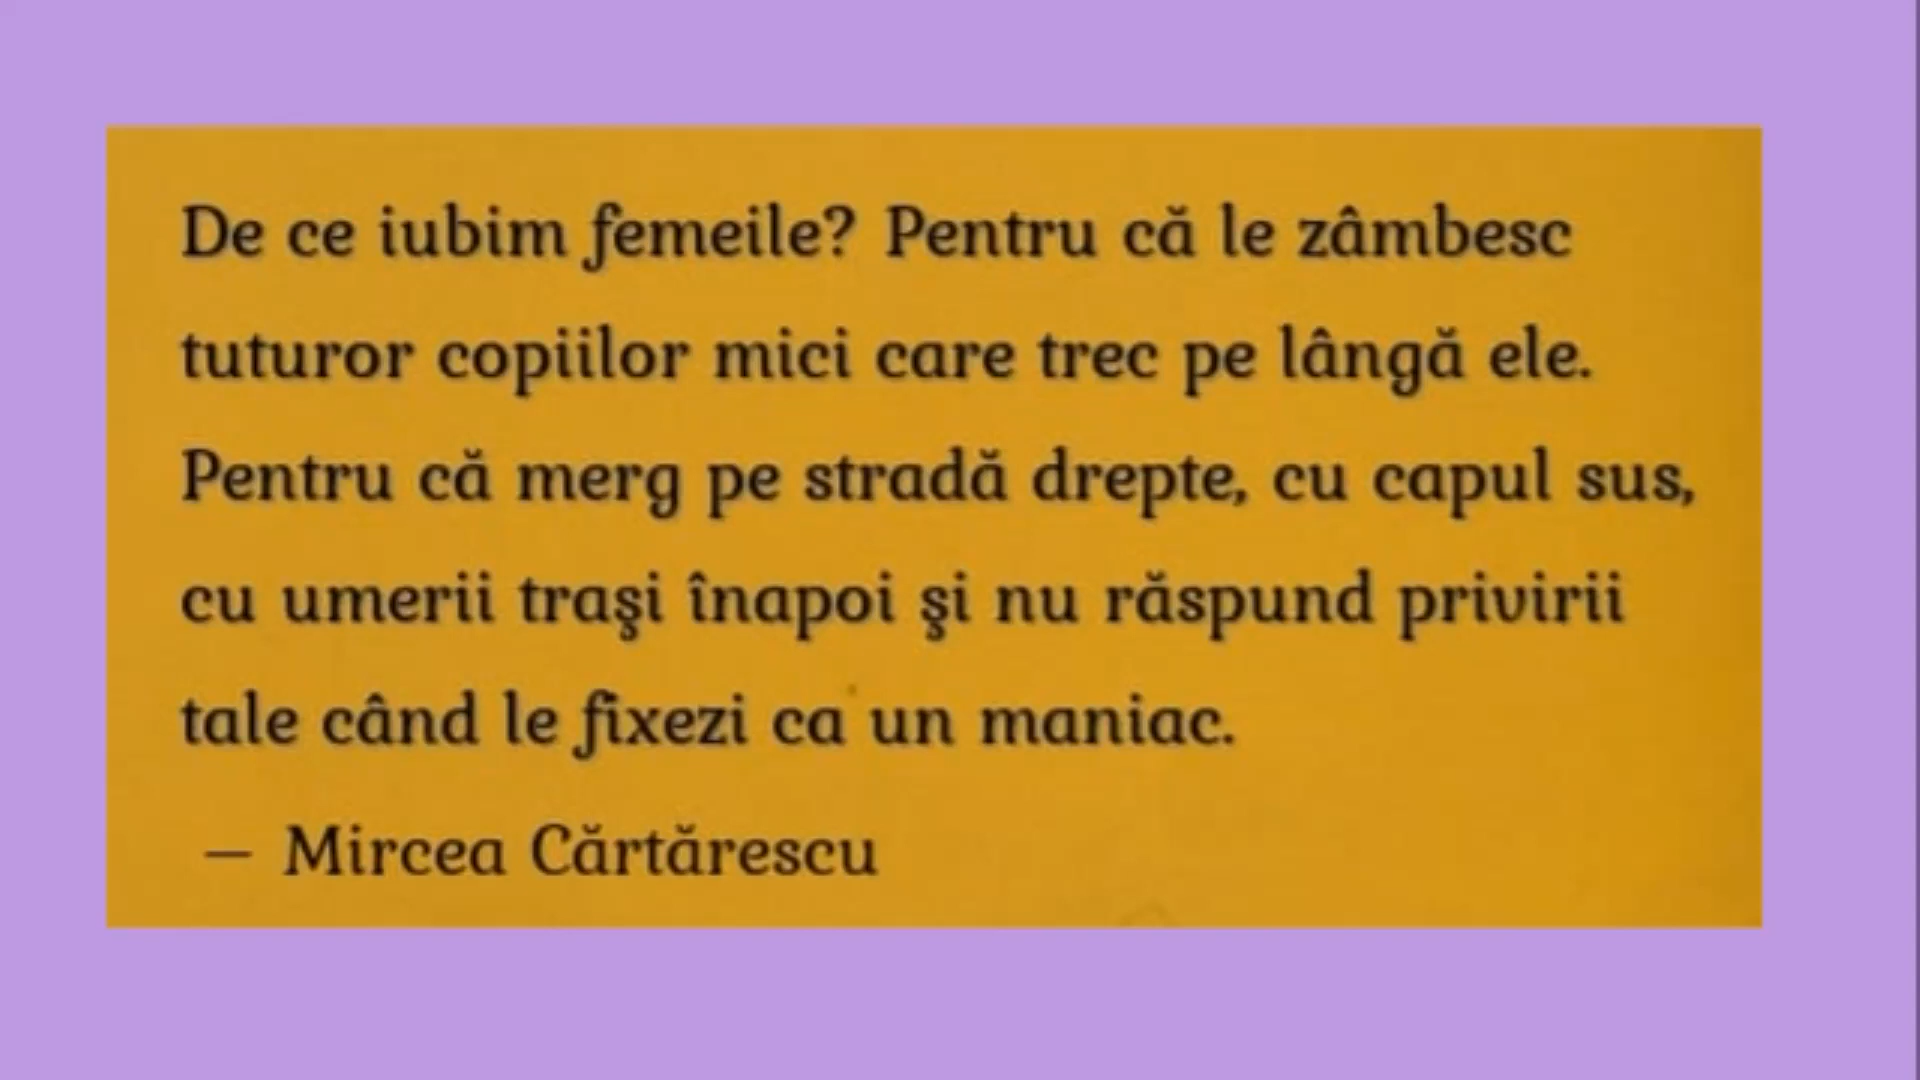 De ce iubim femeile? Pentru că le zâmbesc
tuturor copiilor mici care trec pe lângă ele.
Pentru că merg pe stradă drepte, cu capul sus,
cu umerii traşi înapoi şi nu răspund privirii
tale când le fixezi ca un maniac.
— Mircea Cărtărescu